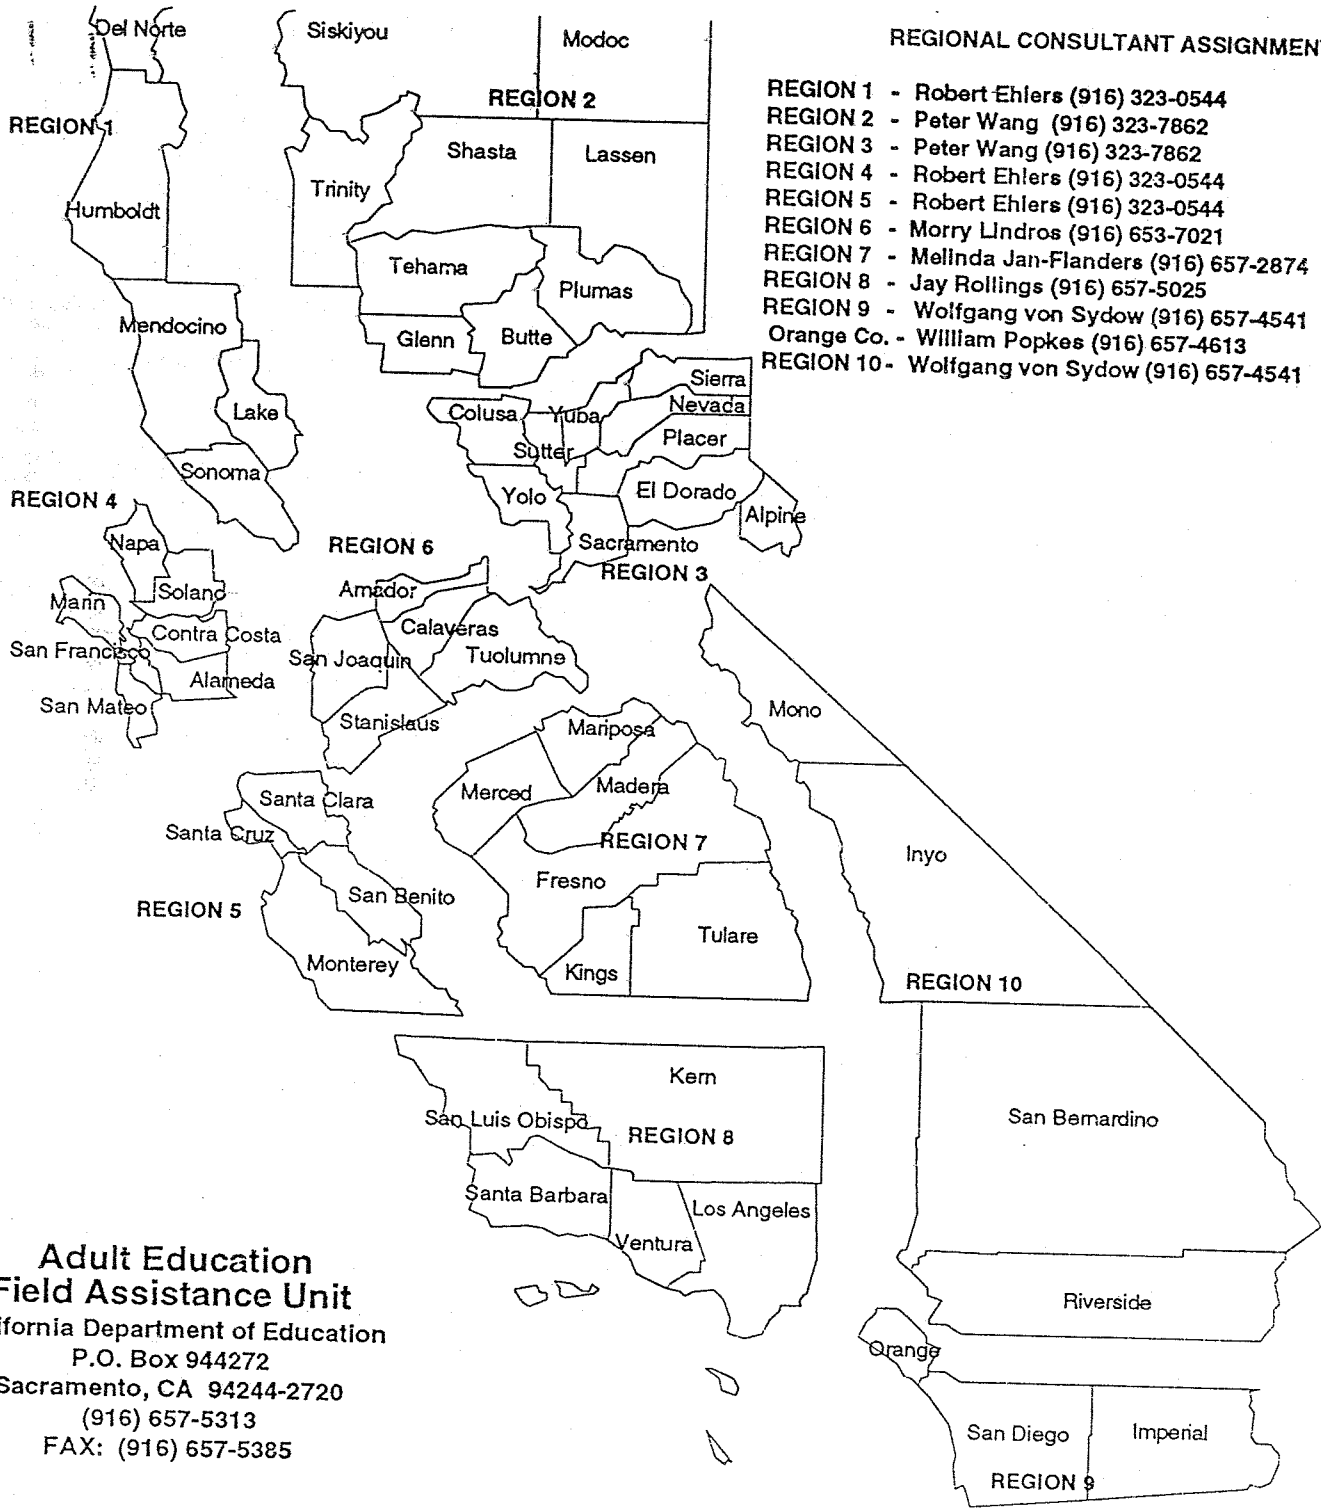 REGIONAL CONSULTANT ASSIGNMEN
REGION 1 - Robert Ehlers (916) 323-0544
REGION 2 - Peter Wang (916) 323-7862
REGION 3 - Peter Wang (916) 323-7862
REGION 4 - Robert Ehlers (916) 323-0544
REGION 5 - Robert Ehlers (916) 323-0544
REGION 6 - Morry Lindros (916) 653-7021
REGION 7 - Melinda Jan-Flanders (916) 657-2874
REGION 8 - Jay Rollings (916) 657-5025
REGION 9 - Wolfgang von Sydow (916) 657-4541
Orange Co. - William Popkes (916) 657-4613
REGION 10 - Wolfgang von Sydow (916) 657-4541
Del Norte
REGION 1
Humboldt
Mendocino
Lake
Sonoma
Siskiyou
Modoc
REGION 2
Shasta
Lassen
Trinity
Tehama
Plumas
Glenn
Butte
Sierra
Nevada
Colusa
Yuba
Placer
Sutter
Yolo
El Dorado
Alpine
Sacramento
REGION 3
REGION 4
Napa
Solano
Marin
Contra Costa
San Francisco
Alameda
San Mateo
REGION 6
Amador
Calaveras
San Joaquin
Tuolumne
Stanislaus
Santa Clara
Santa Cruz
San Benito
REGION 5
Monterey
Mariposa
Merced
Madera
REGION 7
Fresno
Tulare
Kings
Mono
Inyo
REGION 10
San Bernardino
Riverside
Kern
San Luis Obispo
REGION 8
Santa Barbara
Los Angeles
Ventura
Orange
San Diego
Imperial
REGION 9
Adult Education
Field Assistance Unit
ifornia Department of Education
P.O. Box 944272
Sacramento, CA 94244-2720
(916) 657-5313
FAX: (916) 657-5385